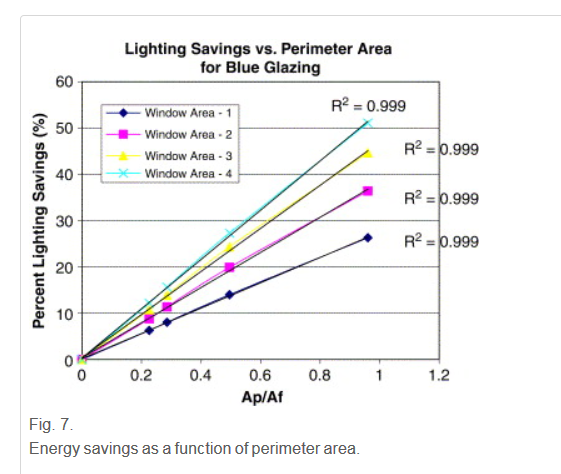 Lighting Savings vs. Perimeter Area
for Blue Glazing
Percent Lighting Savings (%)
60
50
40
30
20
10
0
Window Area - 1
Window Area - 2
Window Area - 3
Window Area - 4
R² = 0.999
R² = 0.999
R² = 0.999
R² = 0.999
0 0.2 0.4 0.6 0.8 1 1.2
Ap/Af
Fig. 7.
Energy savings as a function of perimeter area.